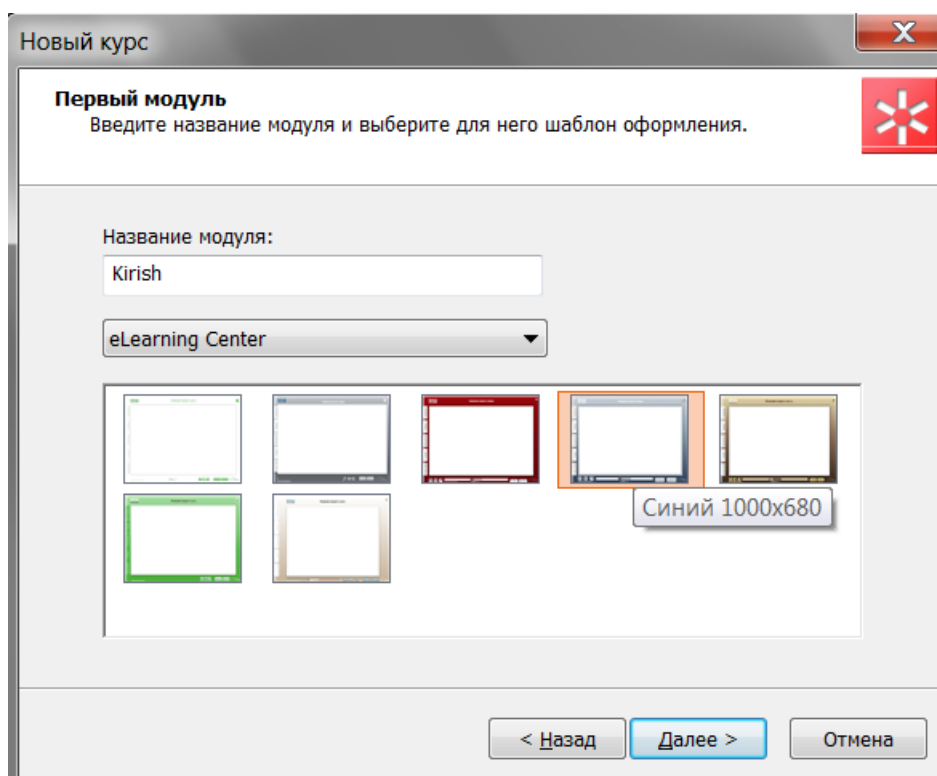 Новый курс
Первый модуль
Введите название модуля и выберите для него шаблон оформления.
Название модуля:
Kirish
eLearning Center
Синий 1000x680
< Назад
Далее >
Отмена